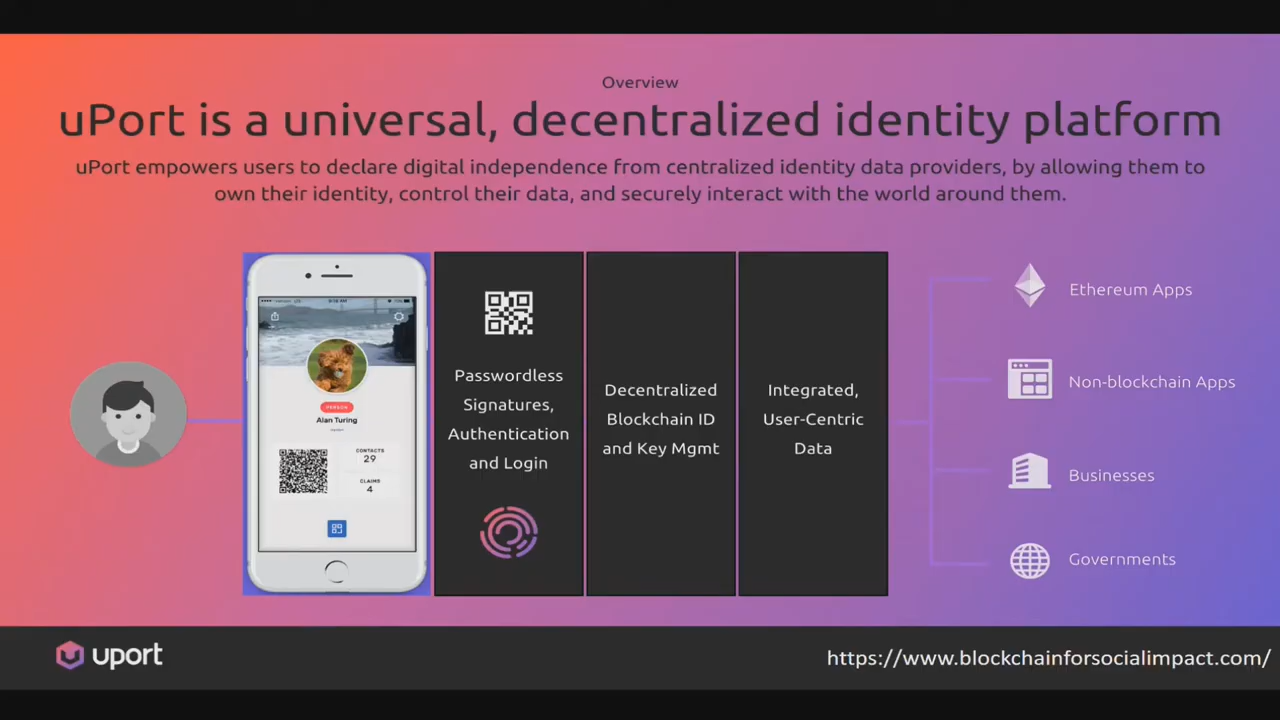 Overview
uPort is a universal, decentralized identity platform
uPort empowers users to declare digital independence from centralized identity data providers, by allowing them to
own their identity, control their data, and securely interact with the world around them.
PERSON
Alan Turing
CONTACTS
29
CLAIMS
4
Passwordless
Signatures,
Authentication
and Login
Decentralized
Blockchain ID
and Key Mgmt
Integrated,
User-Centric
Data
Ethereum Apps
Non-blockchain Apps
Businesses
Governments
uport
https://www.blockchainforsocialimpact.com/